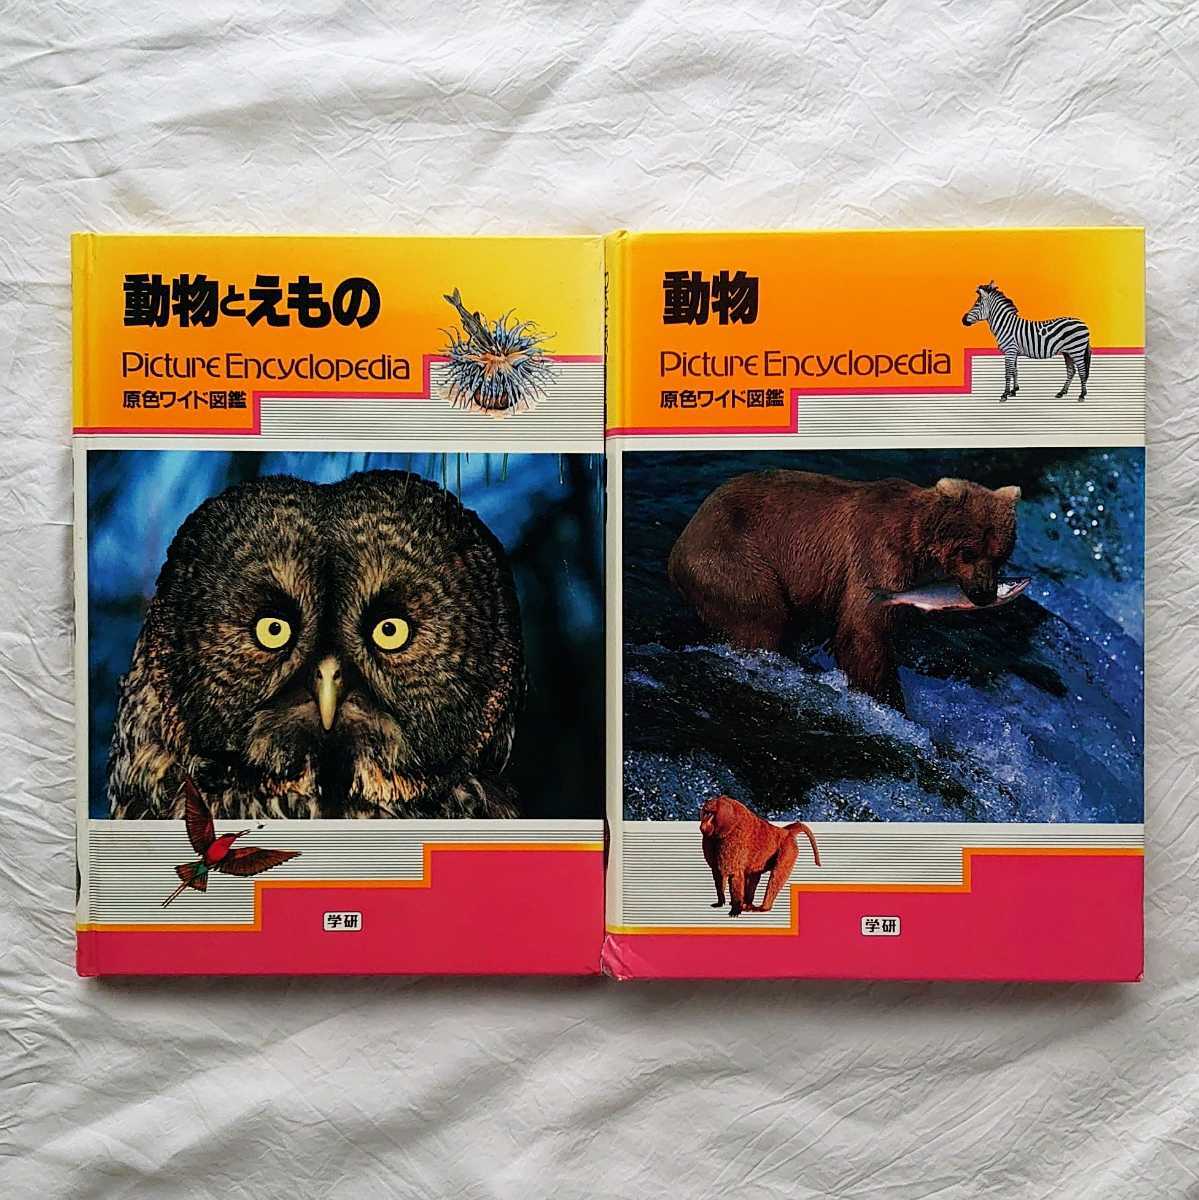 動物とえもの
Picture Encyclopedia
原色ワイド図鑑
学研
動物
Picture Encyclopedia
原色ワイド図鑑
学研